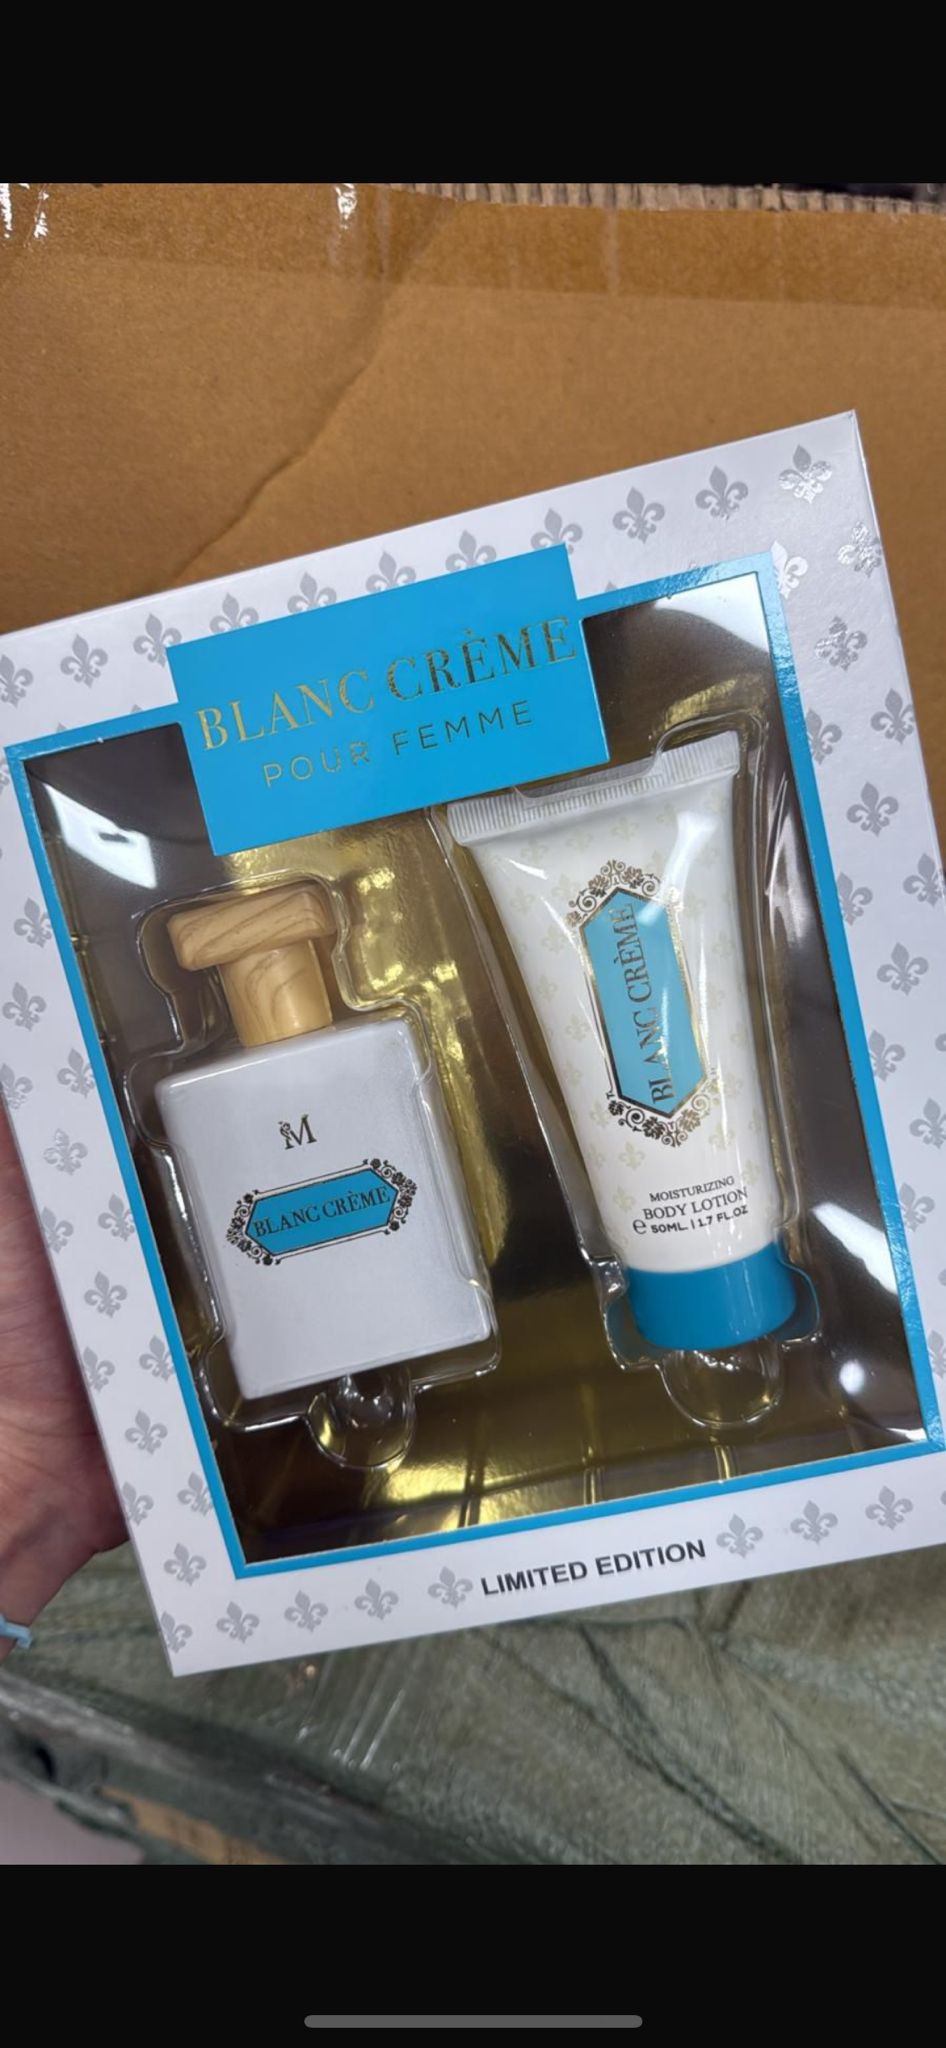 BLANC CRÈME
POUR FEMME
M
BLANC CRÈME
BLANC CRÈME
MOISTURIZING
BODY LOTION
e 50ML | 1.7 FL.OZ
LIMITED EDITION